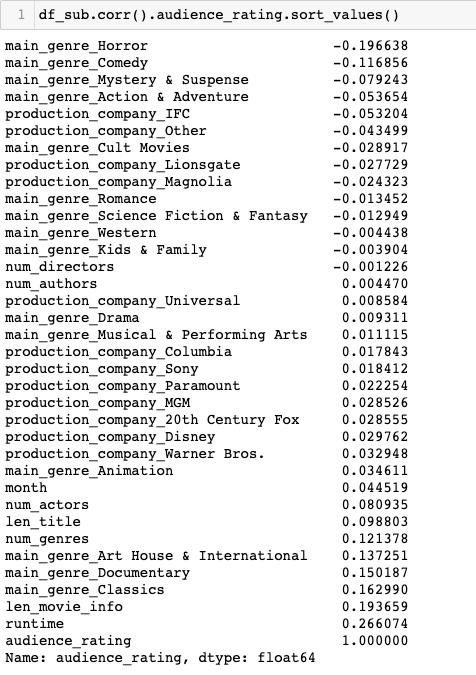 1 df_sub.corr().audience_rating.sort_values()
main_genre_Horror -0.196638
main_genre_Comedy -0.116856
main_genre_Mystery & Suspense -0.079243
main_genre_Action & Adventure -0.053654
production_company_IFC -0.053204
production_company_Other -0.043499
main_genre_Cult Movies -0.028917
production_company_Lionsgate -0.027729
production_company_Magnolia -0.024323
main_genre_Romance -0.013452
main_genre_Science Fiction & Fantasy -0.012949
main_genre_Western -0.004438
main_genre_Kids & Family -0.003904
num_directors -0.001226
num_authors 0.004470
production_company_Universal 0.008584
main_genre_Drama 0.009311
main_genre_Musical & Performing Arts 0.011115
production_company_Columbia 0.017843
production_company_Sony 0.018412
production_company_Paramount 0.022254
production_company_MGM 0.028526
production_company_20th Century Fox 0.028555
production_company_Disney 0.029762
production_company_Warner Bros. 0.032948
main_genre_Animation 0.034611
month 0.044519
num_actors 0.080935
len_title 0.098803
num_genres 0.121378
main_genre_Art House & International 0.137251
main_genre_Documentary 0.150187
main_genre_Classics 0.162990
len_movie_info 0.193659
runtime 0.266074
audience_rating 1.000000
Name: audience_rating, dtype: float64